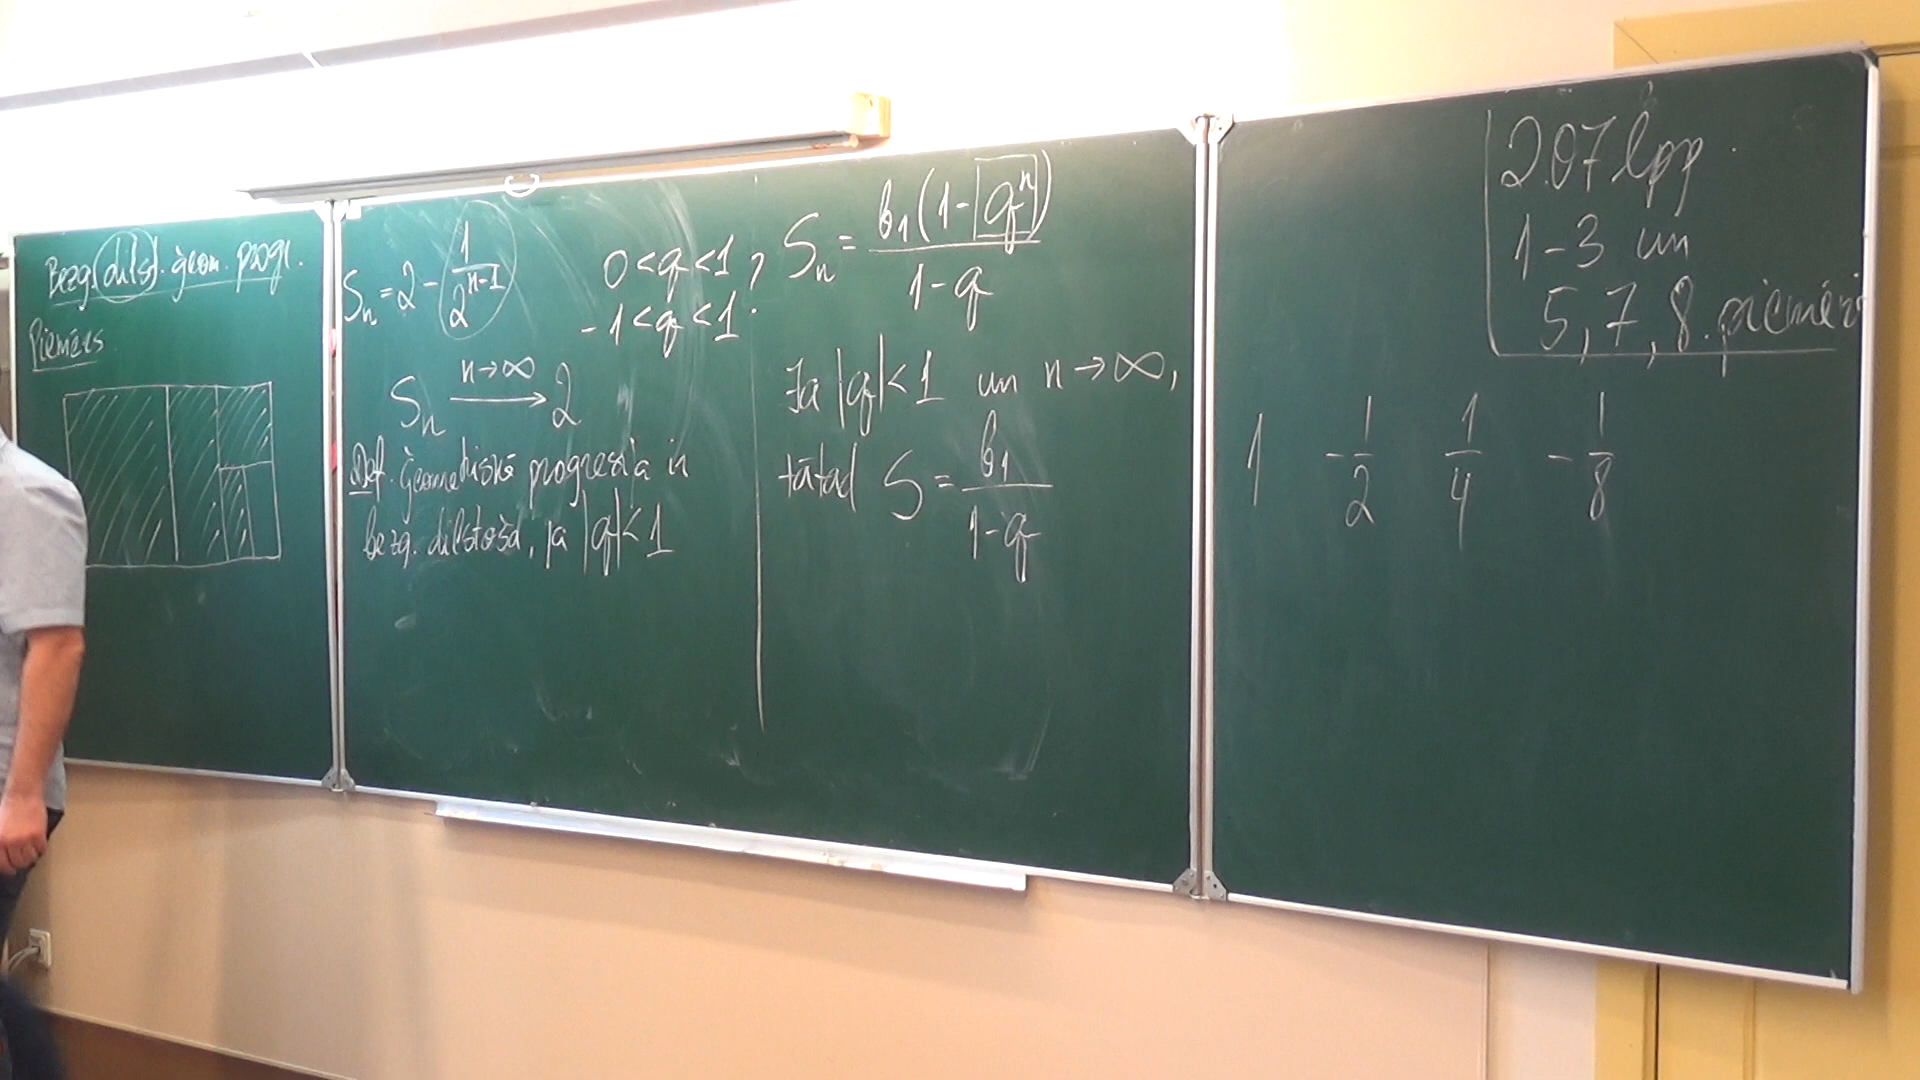 Bezg. dilst. ģeom. progr.
Piemērs
Sₙ = 2 - 1/2ⁿ⁻¹
Sₙ n→∞ → 2
Def. Ģeometriskā progresija ir
bezg. dilstoša, ja |q| < 1
0 < q < 1 ?
-1 < q < 1.
Sₙ = b₁(1-qⁿ)/1-q
Ja |q| < 1 un n→∞,
tātad S = b₁/1-q
207 lpp.
1-3 un
5, 7, 8. piemēri
1 -1/2 1/4 -1/8